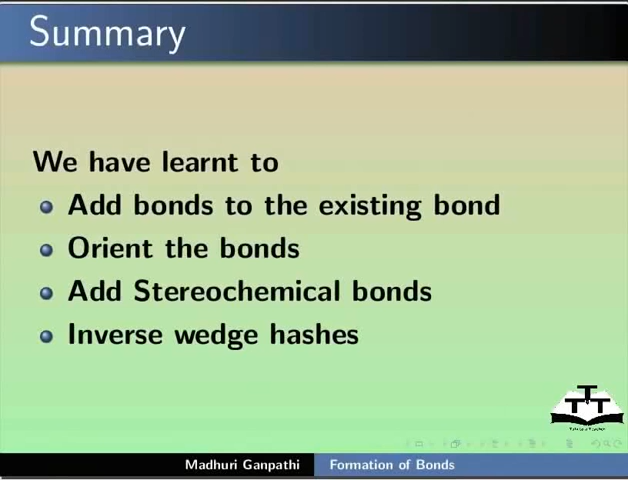 Summary
We have learnt to
Add bonds to the existing bond
Orient the bonds
Add Stereochemical bonds
Inverse wedge hashes
TTT
Madhuri Ganpathi Formation of Bonds